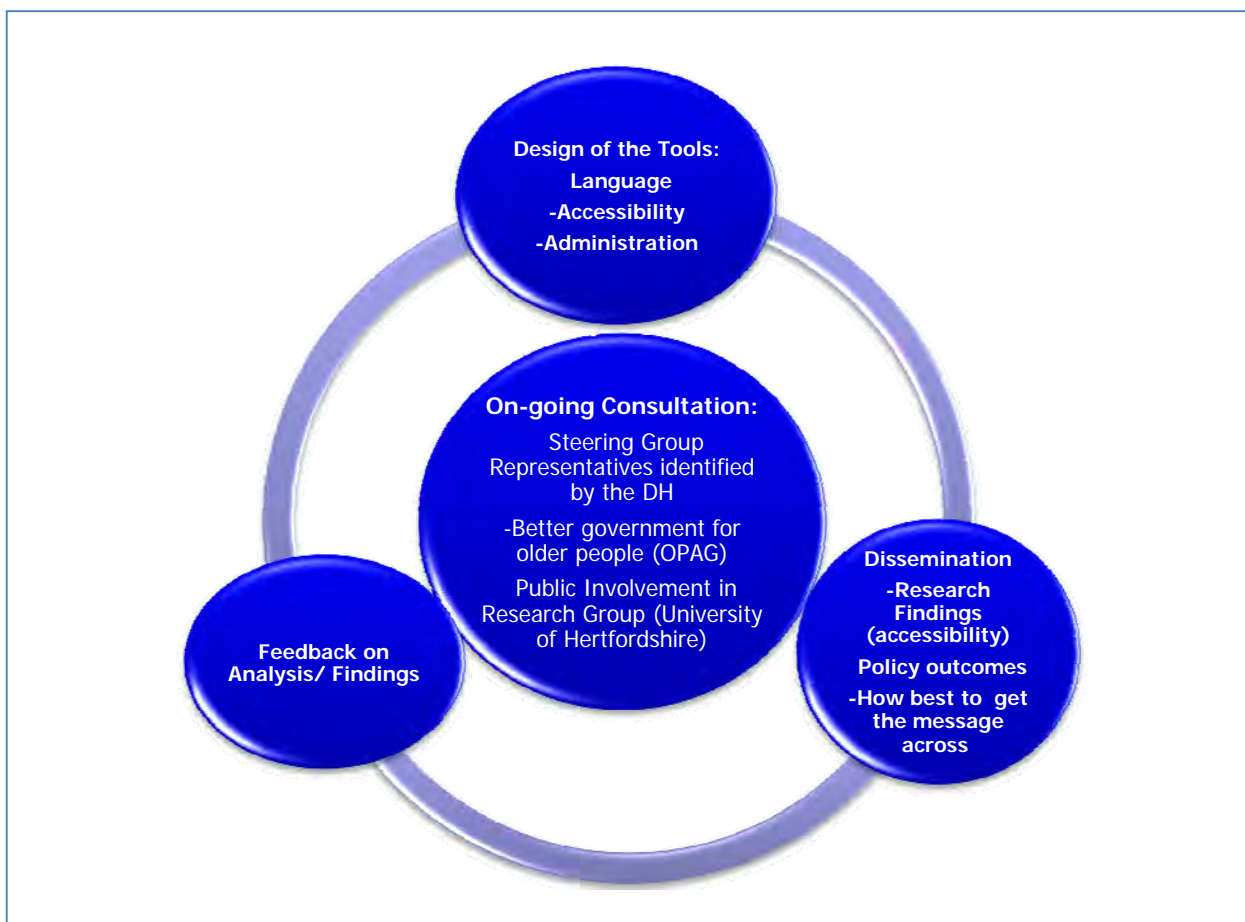 Design of the Tools:
Language
-Accessibility
-Administration
On-going Consultation:
Steering Group
Representatives identified
by the DH
-Better government for
older people (OPAG)
Public Involvement in
Research Group (University
of Hertfordshire)
Dissemination
-Research
Findings
(accessibility)
Policy outcomes
-How best to get
the message
across
Feedback on
Analysis/ Findings